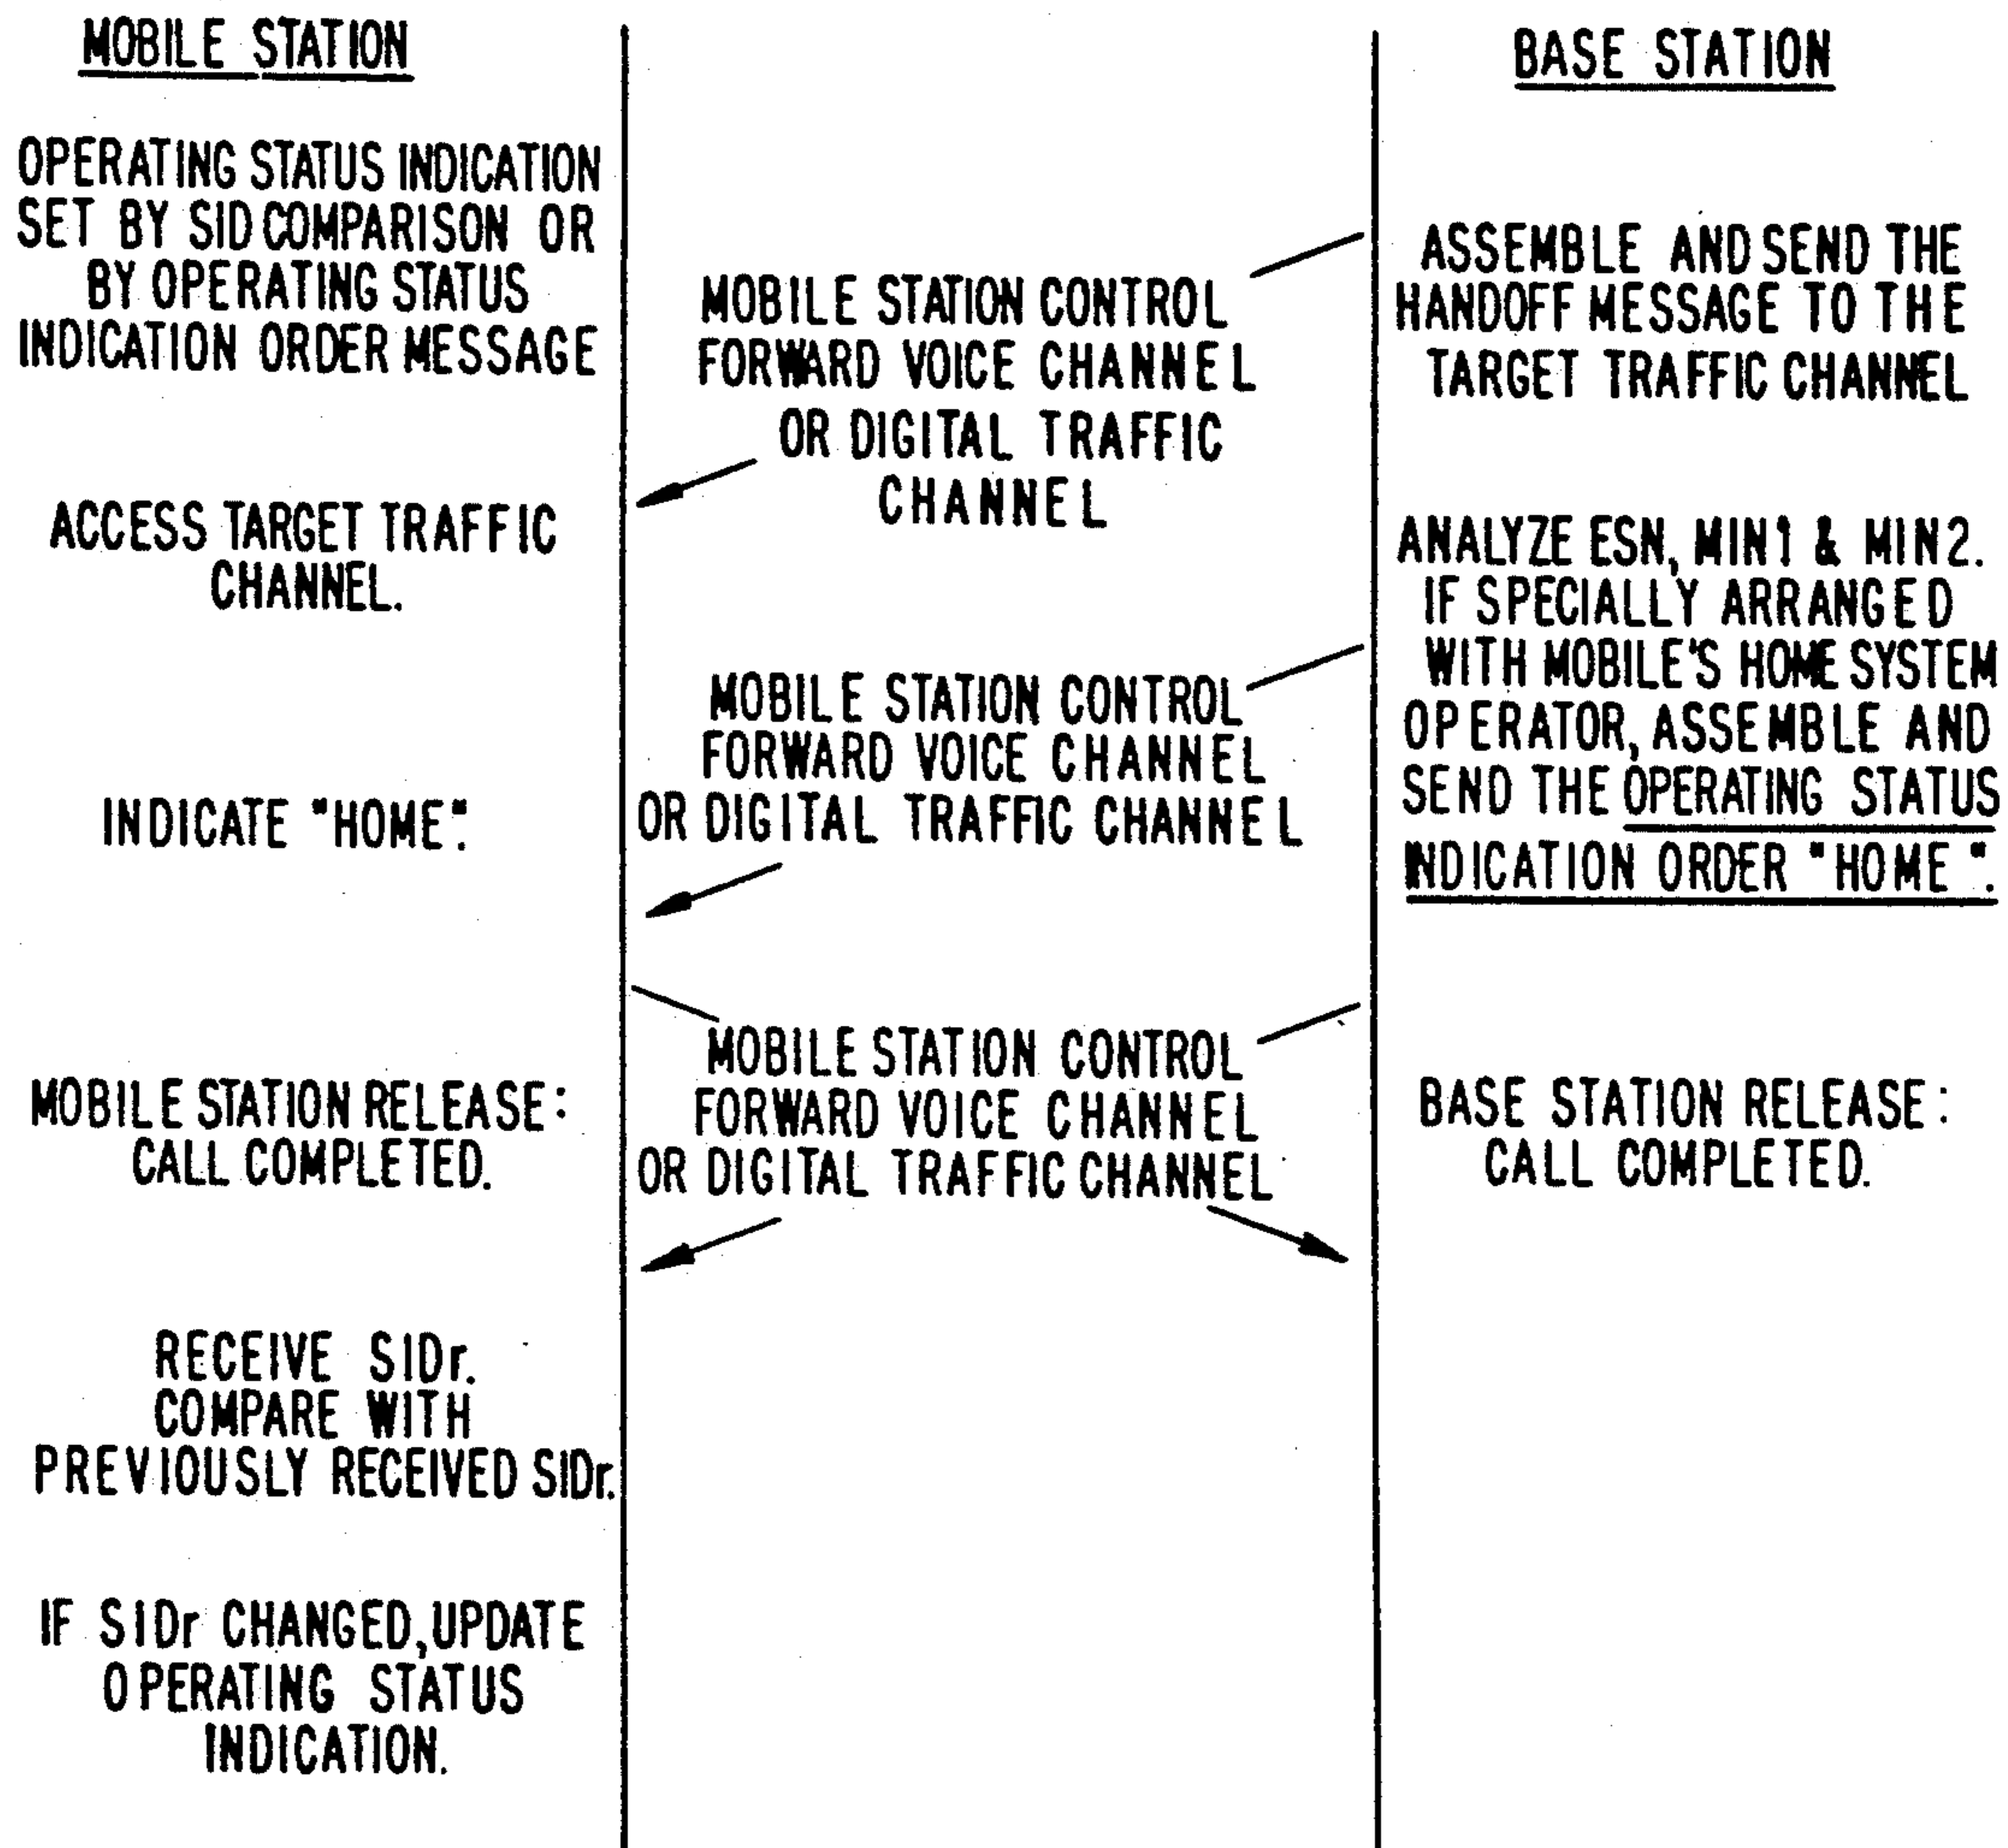 MOBILE STATION
OPERATING STATUS INDICATION
SET BY SID COMPARISON OR
BY OPERATING STATUS
INDICATION ORDER MESSAGE
ACCESS TARGET TRAFFIC
CHANNEL.
INDICATE "HOME".
MOBILE STATION RELEASE:
CALL COMPLETED.
RECEIVE SIDr.
COMPARE WITH
PREVIOUSLY RECEIVED SIDr.
IF SIDr CHANGED, UPDATE
OPERATING STATUS
INDICATION.
MOBILE STATION CONTROL
FORWARD VOICE CHANNEL
OR DIGITAL TRAFFIC
CHANNEL
MOBILE STATION CONTROL
FORWARD VOICE CHANNEL
OR DIGITAL TRAFFIC CHANNEL
MOBILE STATION CONTROL
FORWARD VOICE CHANNEL
OR DIGITAL TRAFFIC CHANNEL
BASE STATION
ASSEMBLE AND SEND THE
HANDOFF MESSAGE TO THE
TARGET TRAFFIC CHANNEL
ANALYZE ESN, MIN1 & MIN2.
IF SPECIALLY ARRANGED
WITH MOBILE'S HOME SYSTEM
OPERATOR, ASSEMBLE AND
SEND THE OPERATING STATUS
INDICATION ORDER "HOME".
BASE STATION RELEASE:
CALL COMPLETED.